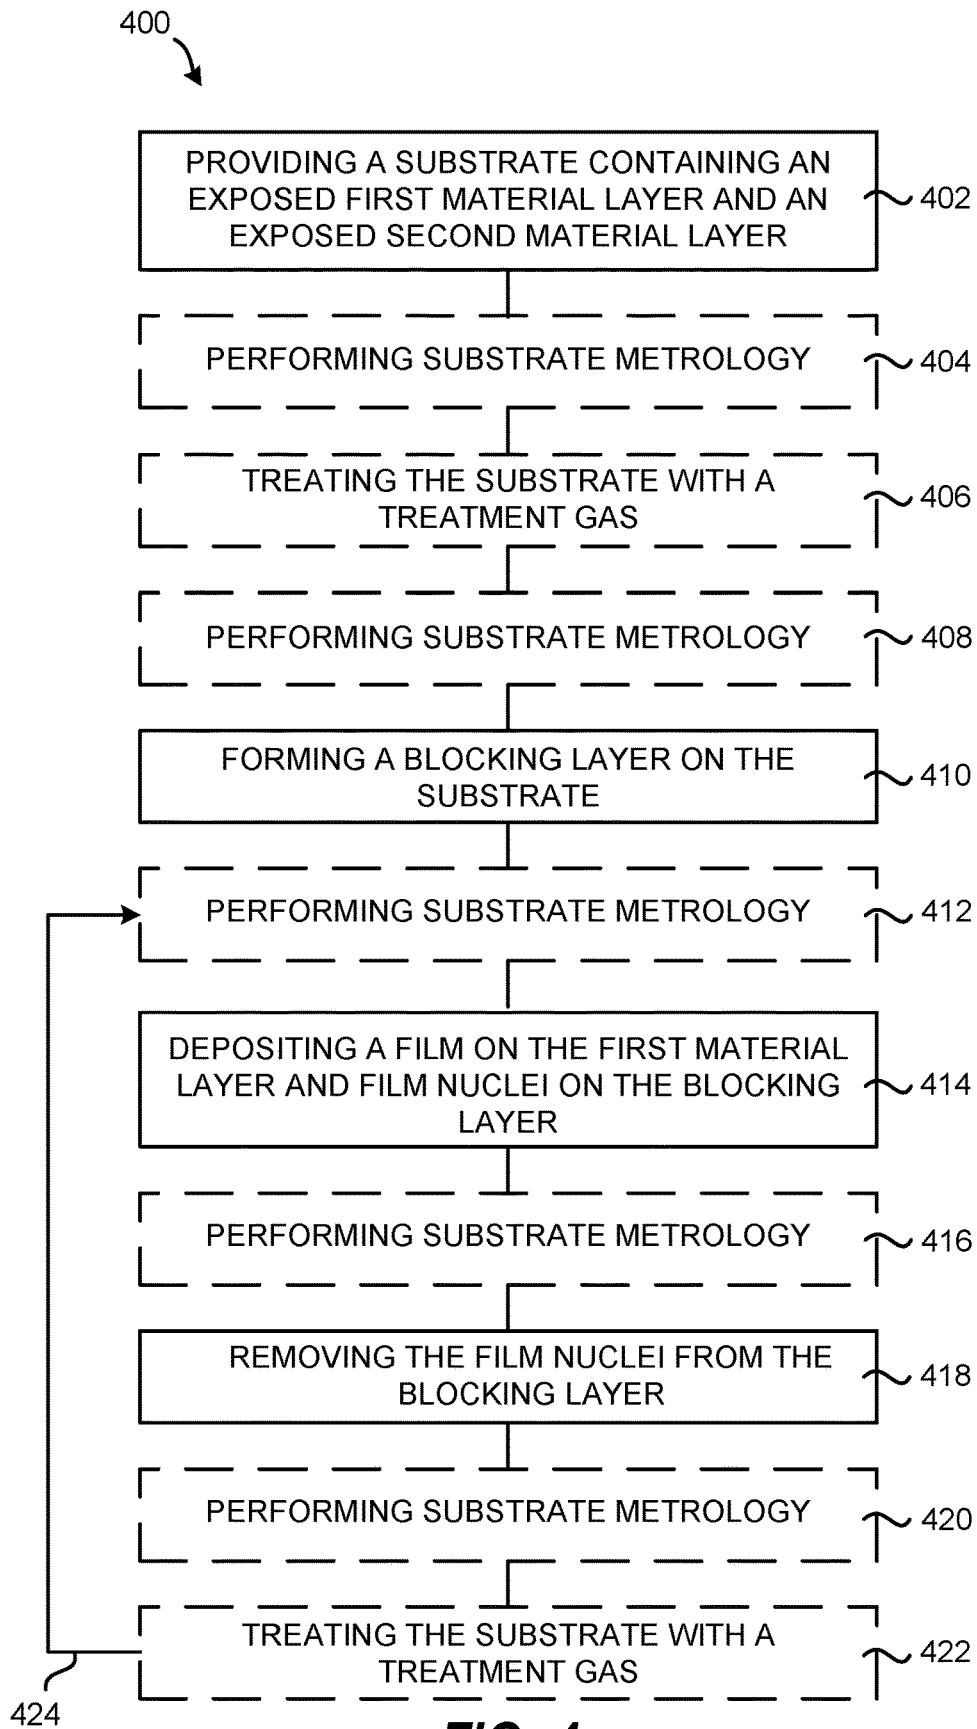 400
PROVIDING A SUBSTRATE CONTAINING AN
EXPOSED FIRST MATERIAL LAYER AND AN
EXPOSED SECOND MATERIAL LAYER
402
PERFORMING SUBSTRATE METROLOGY
404
TREATING THE SUBSTRATE WITH A
TREATMENT GAS
406
PERFORMING SUBSTRATE METROLOGY
408
FORMING A BLOCKING LAYER ON THE
SUBSTRATE
410
PERFORMING SUBSTRATE METROLOGY
412
DEPOSITING A FILM ON THE FIRST MATERIAL
LAYER AND FILM NUCLEI ON THE BLOCKING
LAYER
414
PERFORMING SUBSTRATE METROLOGY
416
REMOVING THE FILM NUCLEI FROM THE
BLOCKING LAYER
418
PERFORMING SUBSTRATE METROLOGY
420
TREATING THE SUBSTRATE WITH A
TREATMENT GAS
422
424